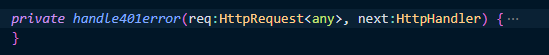 private handle401error(req:HttpRequest<any>, next:HttpHandler) {···
}